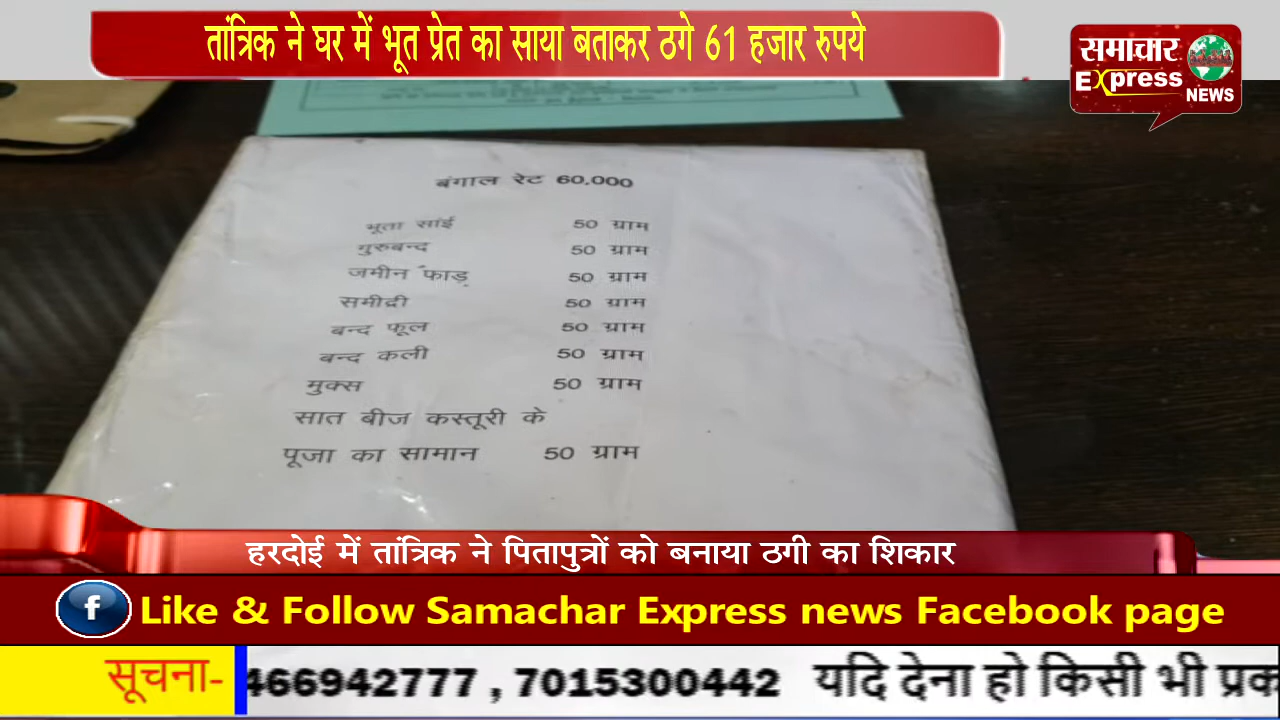 तांत्रिक ने घर में भूत प्रेत का साया बताकर ठगे 61 हजार रुपये
समाचार
Express
NEWS
बंगाल रेट 60.000
भूता सांई 50 ग्राम
गुरुबन्द 50 ग्राम
जमीन फाड़ 50 ग्राम
समीद्री 50 ग्राम
बन्द फूल 50 ग्राम
बन्द कली 50 ग्राम
मुक्स 50 ग्राम
सात बीज कस्तूरी के
पूजा का सामान 50 ग्राम
हरदोई में तांत्रिक ने पितापुत्रों को बनाया ठगी का शिकार
f Like & Follow Samachar Express news Facebook page
सूचना- 466942777 , 7015300442 यदि देना हो किसी भी प्रक